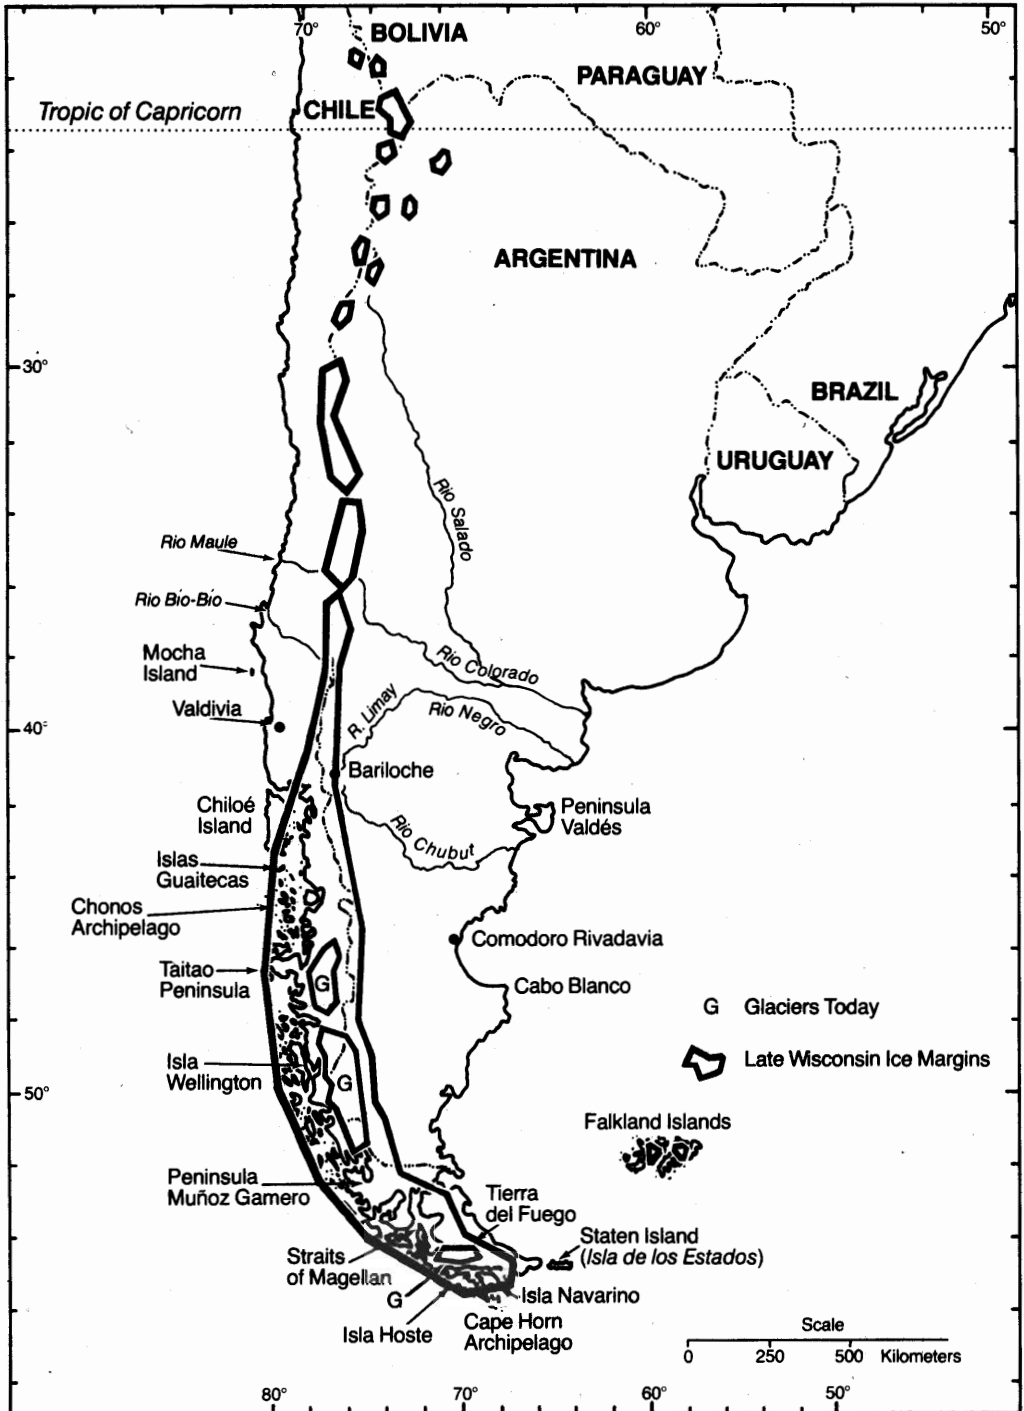 70°
60°
50°
BOLIVIA
PARAGUAY
CHILE
Tropic of Capricorn
ARGENTINA
30°
BRAZIL
URUGUAY
Rio Salado
Rio Maule
Rio Bio-Bio
Mocha
Island
Rio Colorado
Valdivia
R. Limay
Rio Negro
40°
Bariloche
Chiloé
Island
Peninsula
Valdés
Rio Chubut
Islas
Guaitecas
Chonos
Archipelago
Comodoro Rivadavia
Taitao
Peninsula
G
Cabo Blanco
G Glaciers Today
Isla
Wellington
G
Late Wisconsin Ice Margins
50°
Falkland Islands
Peninsula
Muñoz Gamero
Tierra
del Fuego
Straits
of Magellan
Staten Island
(Isla de los Estados)
G
Isla Navarino
Isla Hoste
Cape Horn
Archipelago
Scale
0 250 500 Kilometers
80°
70°
60°
50°